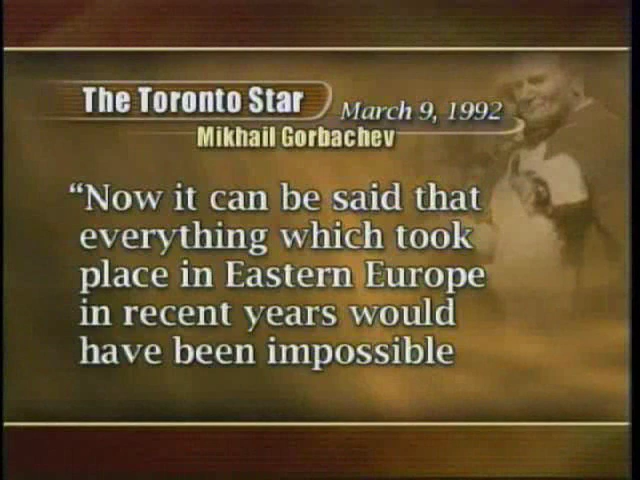 The Toronto Star
March 9, 1992
Mikhail Gorbachev
“Now it can be said that
everything which took
place in Eastern Europe
in recent years would
have been impossible